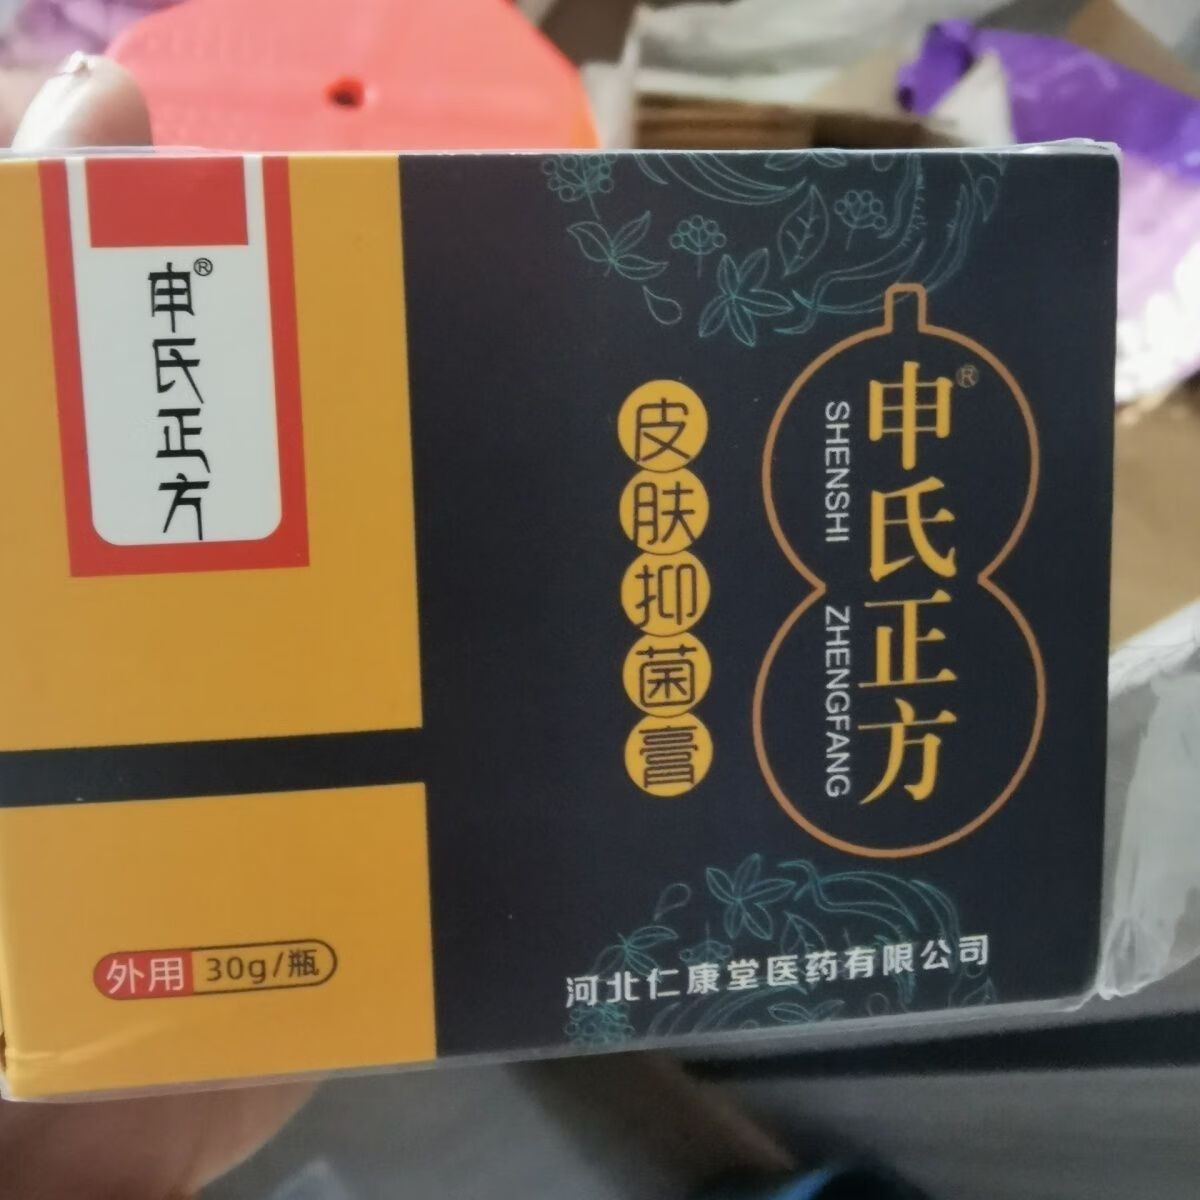 申氏正方®
申氏正方®
SHENSHI ZHENGFANG
皮肤抑菌膏
外用 30g/瓶
河北仁康堂医药有限公司